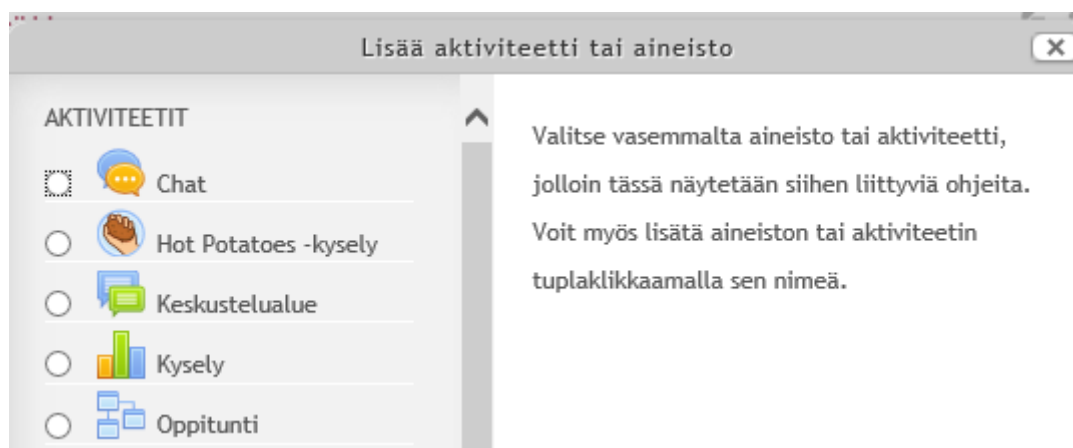 Lisää aktiviteetti tai aineisto
AKTIVITEETIT
Chat
Hot Potatoes -kysely
Keskustelualue
Kysely
Oppitunti
Valitse vasemmalta aineisto tai aktiviteetti,
jolloin tässä näytetään siihen liittyviä ohjeita.
Voit myös lisätä aineiston tai aktiviteetin
tuplaklikkaamalla sen nimeä.